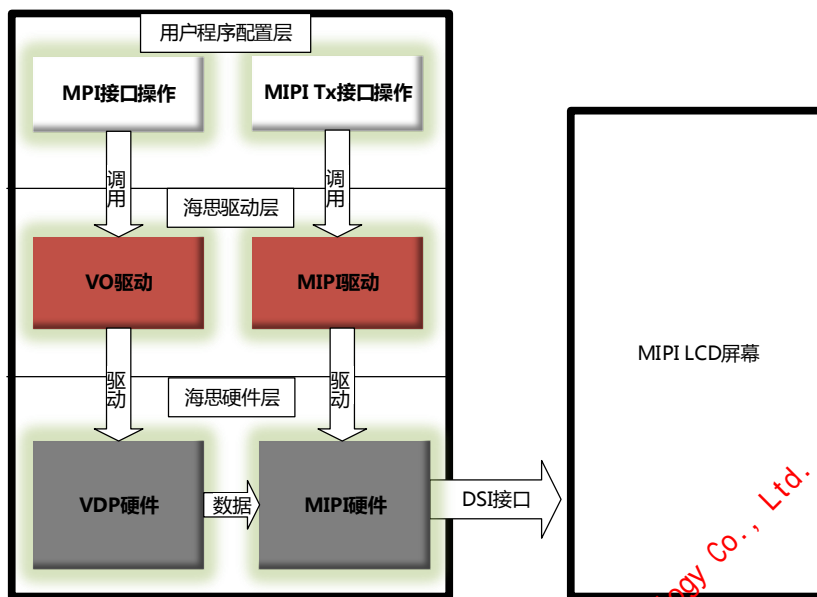 用户程序配置层
MPI接口操作
MIPI Tx接口操作
调用
调用
海思驱动层
VO驱动
MIPI驱动
驱动
驱动
海思硬件层
VDP硬件
数据
MIPI硬件
DSI接口
MIPI LCD屏幕
ogy Co., Ltd.